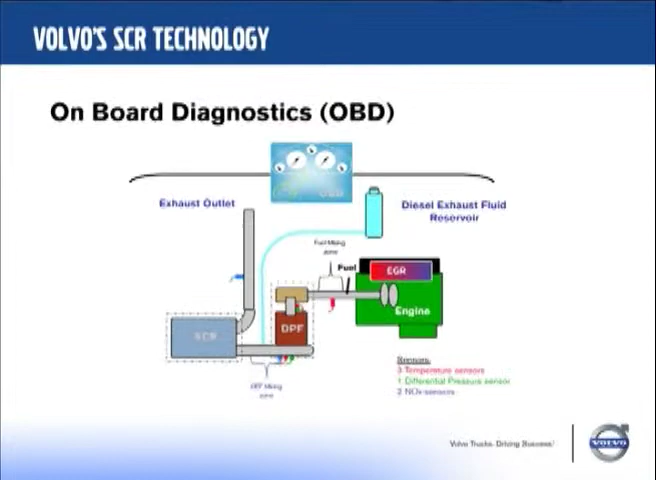 VOLVO'S SCR TECHNOLOGY
On Board Diagnostics (OBD)
OBD
Exhaust Outlet
Diesel Exhaust Fluid
Reservoir
Fuel Mixing
zone
Fuel
EGR
Engine
DPF
SCR
DEF Mixing
zone
Sensors:
3 Temperature sensors
1 Differential Pressure sensor
2 NOx-sensors
Volvo Trucks. Driving Success.
VOLVO